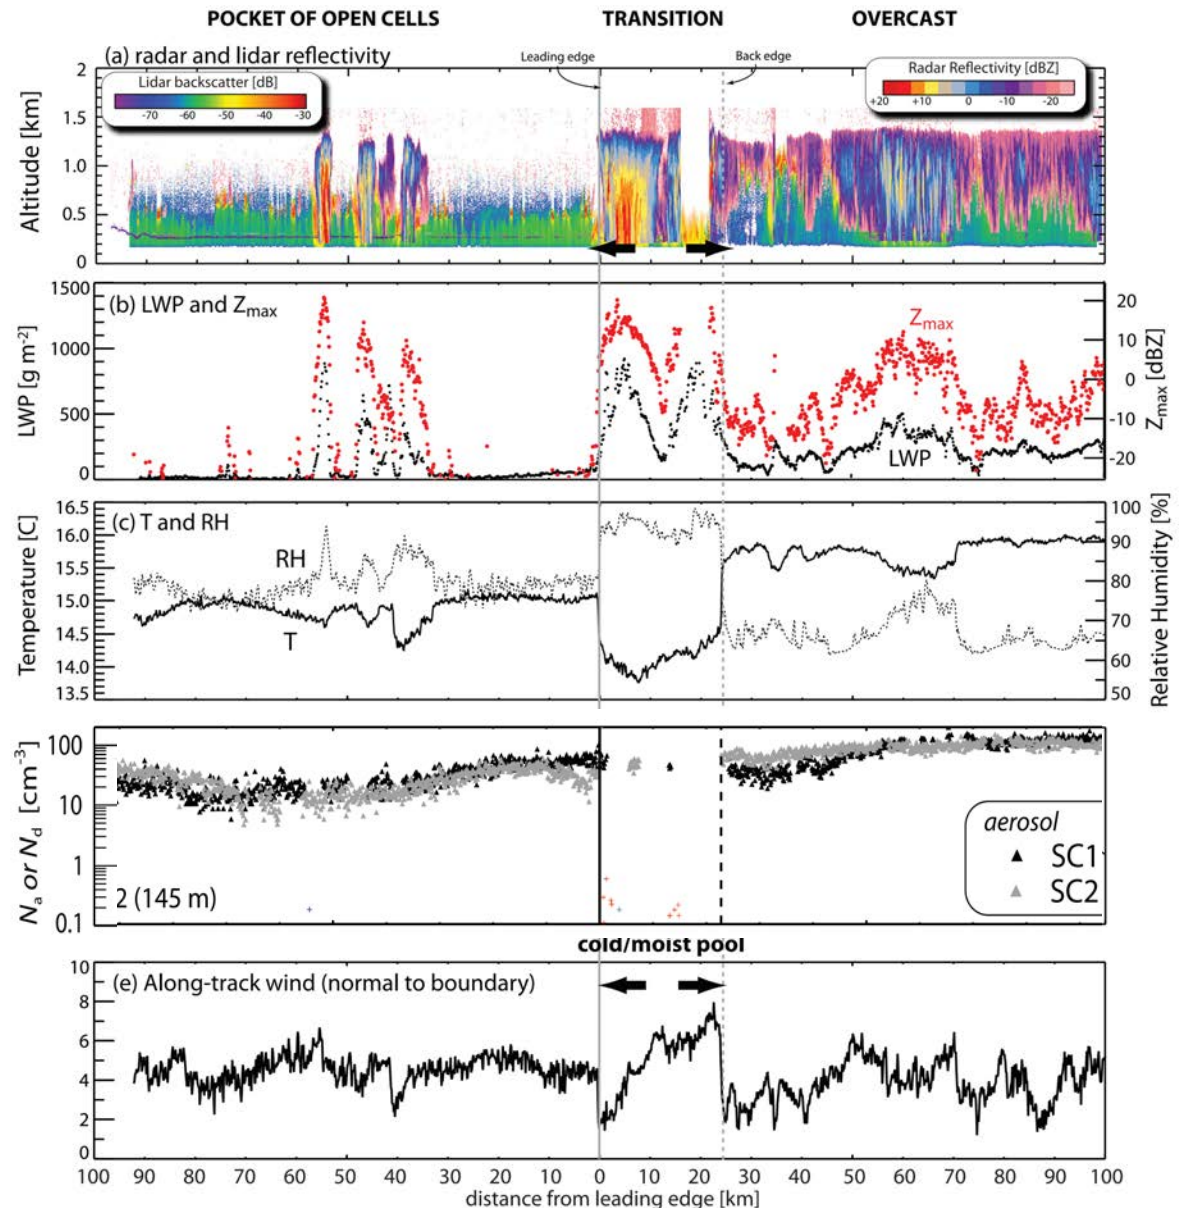 POCKET OF OPEN CELLS TRANSITION OVERCAST
(a) radar and lidar reflectivity
Leading edge
Back edge
Lidar backscatter [dB]
-70 -60 -50 -40 -30
Radar Reflectivity [dBZ]
+20 +10 0 -10 -20
Altitude [km]
2
1.5
1.0
0.5
0
(b) LWP and Zmax
LWP [g m-2]
1500
1000
500
0
Zmax
LWP
Zmax [dBZ]
20
10
0
-10
-20
(c) T and RH
Temperature [C]
16.5
16.0
15.5
15.0
14.5
14.0
13.5
RH
T
Relative Humidity [%]
100
90
80
70
60
50
Na or Nd [cm-3]
100
10
1
0.1
2 (145 m)
aerosol
SC1
SC2
cold/moist pool
(e) Along-track wind (normal to boundary)
10
8
6
4
2
0
100 90 80 70 60 50 40 30 20 10 0 10 20 30 40 50 60 70 80 90 100
distance from leading edge [km]